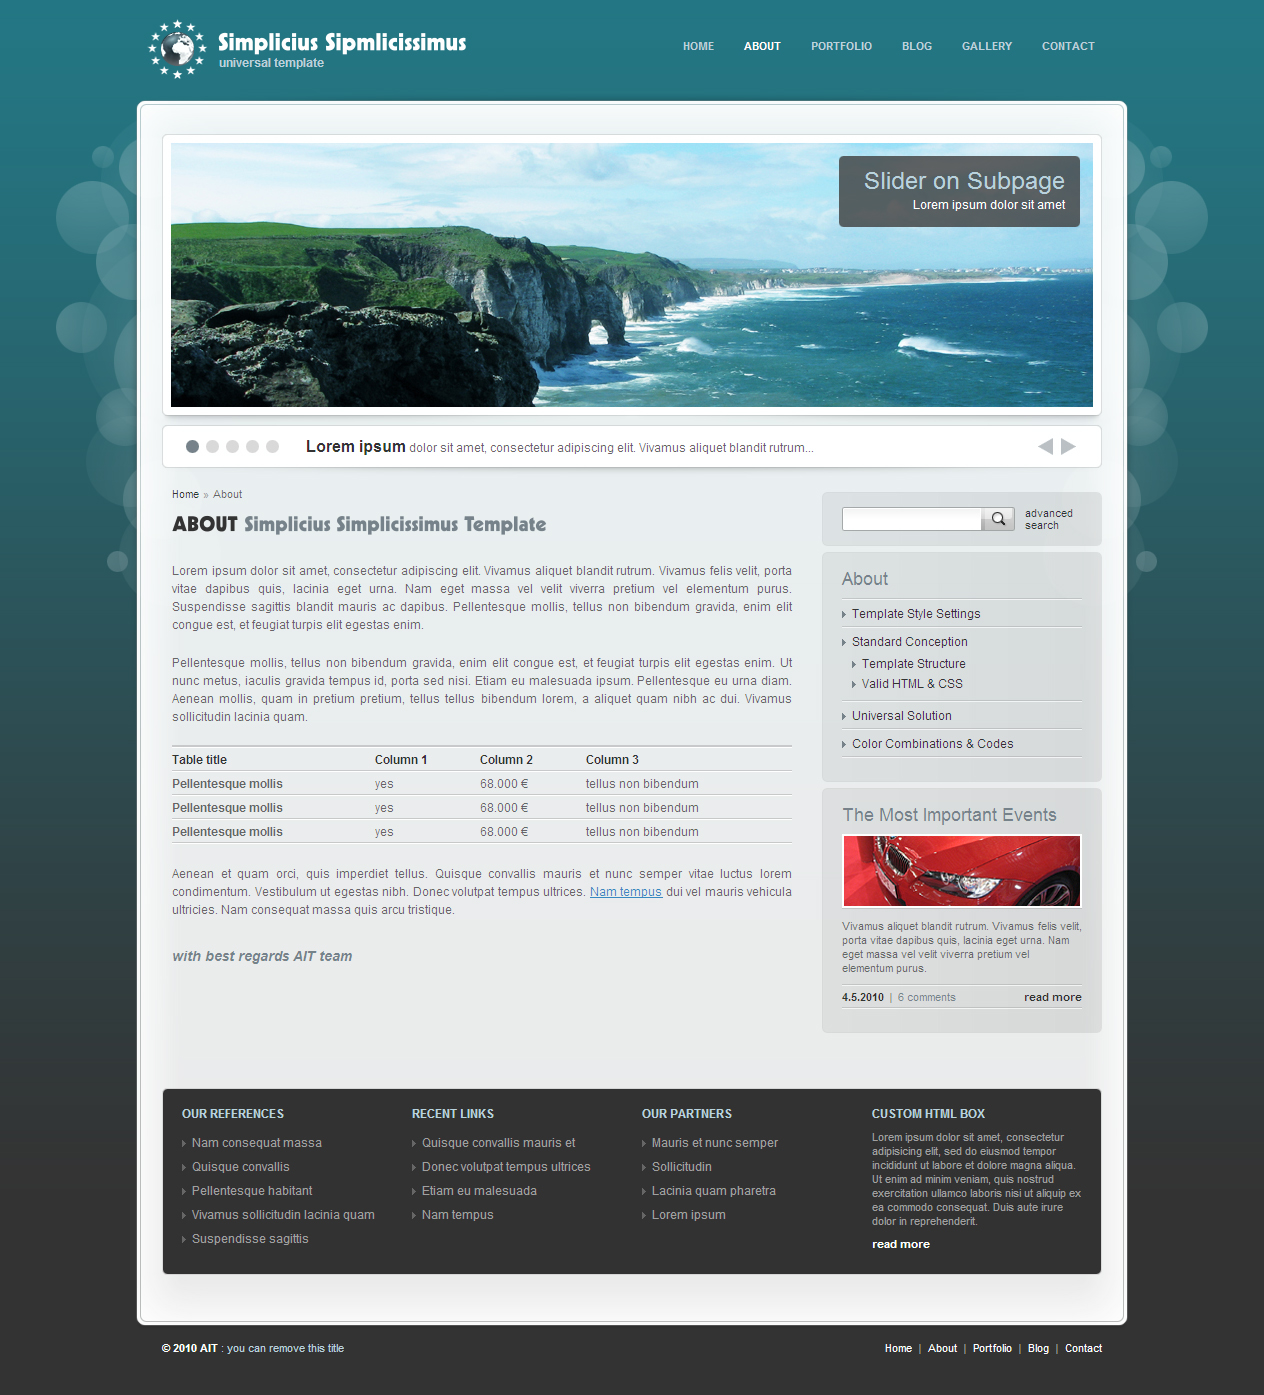 Simplicius Sipmlicissimus
universal template
HOME ABOUT PORTFOLIO BLOG GALLERY CONTACT
Slider on Subpage
Lorem ipsum dolor sit amet
Lorem ipsum dolor sit amet, consectetur adipiscing elit. Vivamus aliquet blandit rutrum...
Home » About
ABOUT Simplicius Simplicissimus Template
Lorem ipsum dolor sit amet, consectetur adipiscing elit. Vivamus aliquet blandit rutrum. Vivamus felis velit, porta
vitae dapibus quis, lacinia eget urna. Nam eget massa vel velit viverra pretium vel elementum purus.
Suspendisse sagittis blandit mauris ac dapibus. Pellentesque mollis, tellus non bibendum gravida, enim elit
congue est, et feugiat turpis elit egestas enim.
Pellentesque mollis, tellus non bibendum gravida, enim elit congue est, et feugiat turpis elit egestas enim. Ut
nunc metus, iaculis gravida tempus id, porta sed nisi. Etiam eu malesuada ipsum. Pellentesque eu urna diam.
Aenean mollis, quam in pretium pretium, tellus tellus bibendum lorem, a aliquet quam nibh ac dui. Vivamus
sollicitudin lacinia quam.
Table title Column 1 Column 2 Column 3
Pellentesque mollis yes 68.000 € tellus non bibendum
Pellentesque mollis yes 68.000 € tellus non bibendum
Pellentesque mollis yes 68.000 € tellus non bibendum
Aenean et quam orci, quis imperdiet tellus. Quisque convallis mauris et nunc semper vitae luctus lorem
condimentum. Vestibulum ut egestas nibh. Donec volutpat tempus ultrices. Nam tempus dui vel mauris vehicula
ultricies. Nam consequat massa quis arcu tristique.
with best regards AIT team
advanced
search
About
Template Style Settings
Standard Conception
Template Structure
Valid HTML & CSS
Universal Solution
Color Combinations & Codes
The Most Important Events
Vivamus aliquet blandit rutrum. Vivamus felis velit,
porta vitae dapibus quis, lacinia eget urna. Nam
eget massa vel velit viverra pretium vel
elementum purus.
4.5.2010 | 6 comments read more
OUR REFERENCES
Nam consequat massa
Quisque convallis
Pellentesque habitant
Vivamus sollicitudin lacinia quam
Suspendisse sagittis
RECENT LINKS
Quisque convallis mauris et
Donec volutpat tempus ultrices
Etiam eu malesuada
Nam tempus
OUR PARTNERS
Mauris et nunc semper
Sollicitudin
Lacinia quam pharetra
Lorem ipsum
CUSTOM HTML BOX
Lorem ipsum dolor sit amet, consectetur
adipisicing elit, sed do eiusmod tempor
incididunt ut labore et dolore magna aliqua.
Ut enim ad minim veniam, quis nostrud
exercitation ullamco laboris nisi ut aliquip ex
ea commodo consequat. Duis aute irure
dolor in reprehenderit.
read more
© 2010 AIT : you can remove this title
Home | About | Portfolio | Blog | Contact